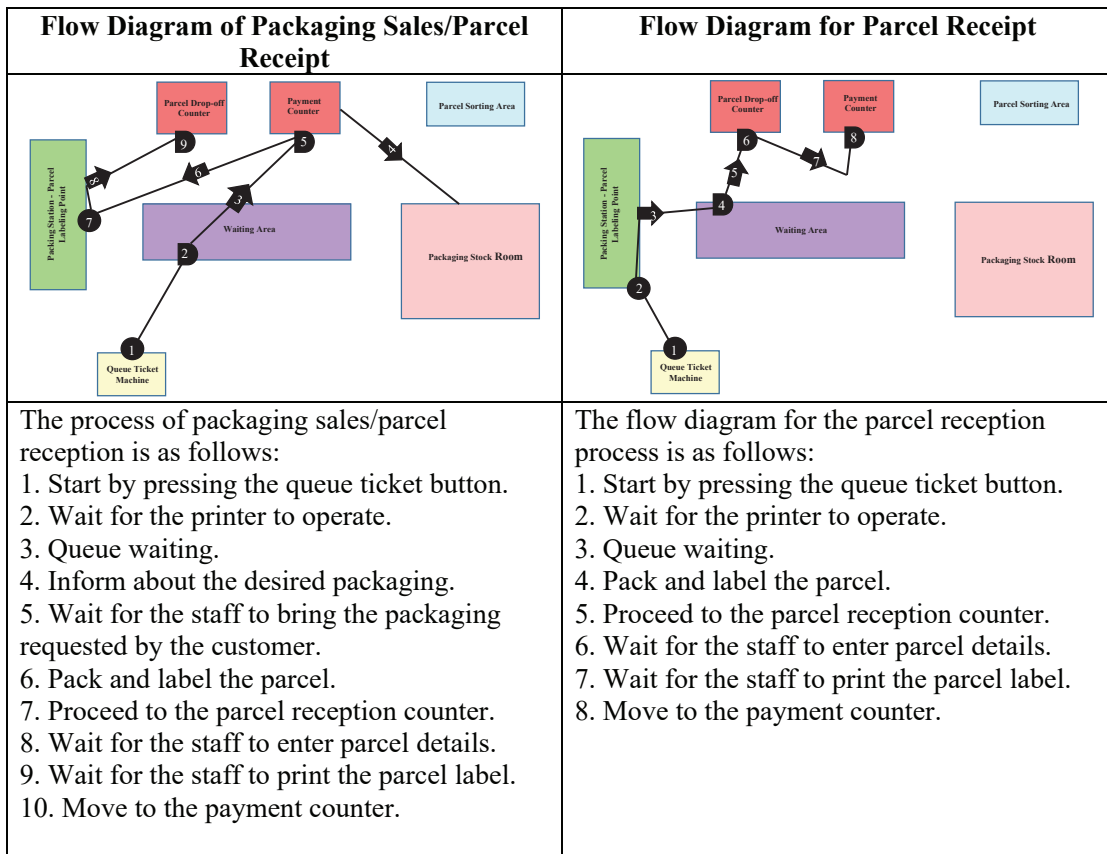 Flow Diagram of Packaging Sales/Parcel
Receipt
Parcel Drop-off
Counter
Payment
Counter
Parcel Sorting Area
Packing Station - Parcel
Labeling Point
Waiting Area
Packaging Stock Room
Queue Ticket
Machine
1
2
3
4
5
6
7
8
9
The process of packaging sales/parcel
reception is as follows:
1. Start by pressing the queue ticket button.
2. Wait for the printer to operate.
3. Queue waiting.
4. Inform about the desired packaging.
5. Wait for the staff to bring the packaging
requested by the customer.
6. Pack and label the parcel.
7. Proceed to the parcel reception counter.
8. Wait for the staff to enter parcel details.
9. Wait for the staff to print the parcel label.
10. Move to the payment counter.
Flow Diagram for Parcel Receipt
Parcel Drop-off
Counter
Payment
Counter
Parcel Sorting Area
Packing Station - Parcel
Labeling Point
Waiting Area
Packaging Stock Room
Queue Ticket
Machine
1
2
3
4
5
6
7
8
The flow diagram for the parcel reception
process is as follows:
1. Start by pressing the queue ticket button.
2. Wait for the printer to operate.
3. Queue waiting.
4. Pack and label the parcel.
5. Proceed to the parcel reception counter.
6. Wait for the staff to enter parcel details.
7. Wait for the staff to print the parcel label.
8. Move to the payment counter.